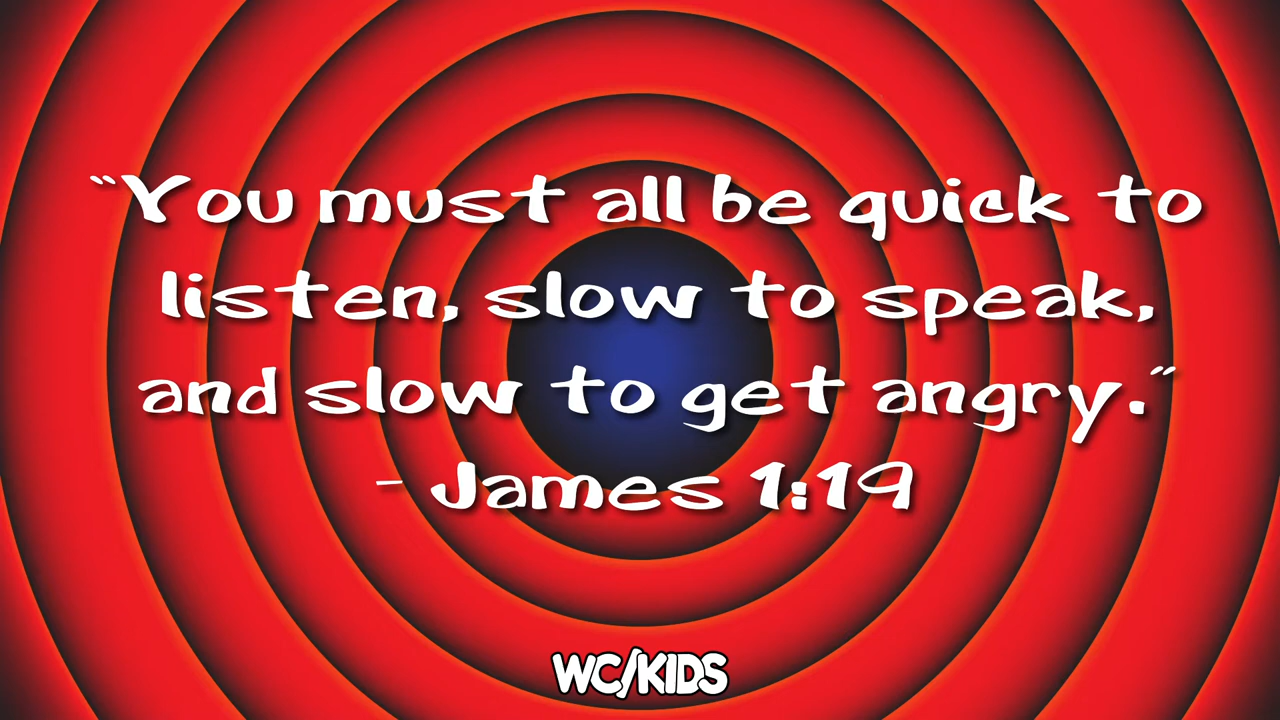 “You must all be quick to
listen, slow to speak,
and slow to get angry.”
- James 1:19
WC/KIDS